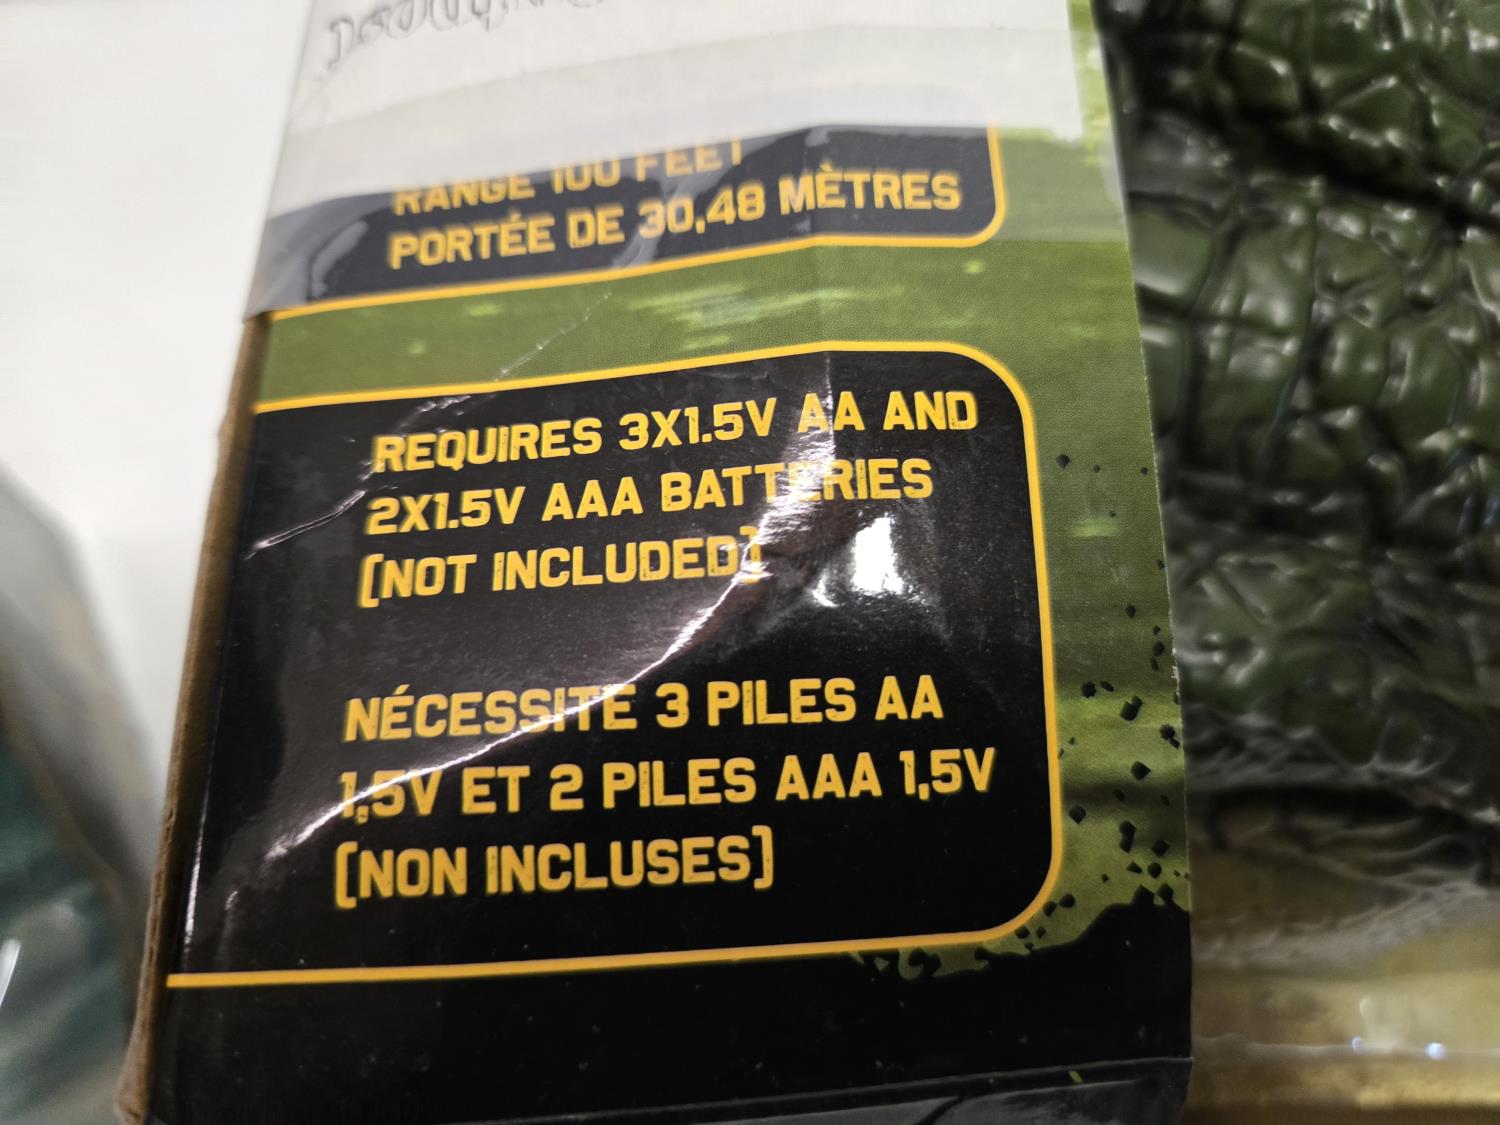 RANGE 100 FEET
PORTÉE DE 30,48 MÈTRES
REQUIRES 3X1.5V AA AND
2X1.5V AAA BATTERIES
[NOT INCLUDED]
NÉCESSITE 3 PILES AA
1,5V ET 2 PILES AAA 1,5V
[NON INCLUSES]